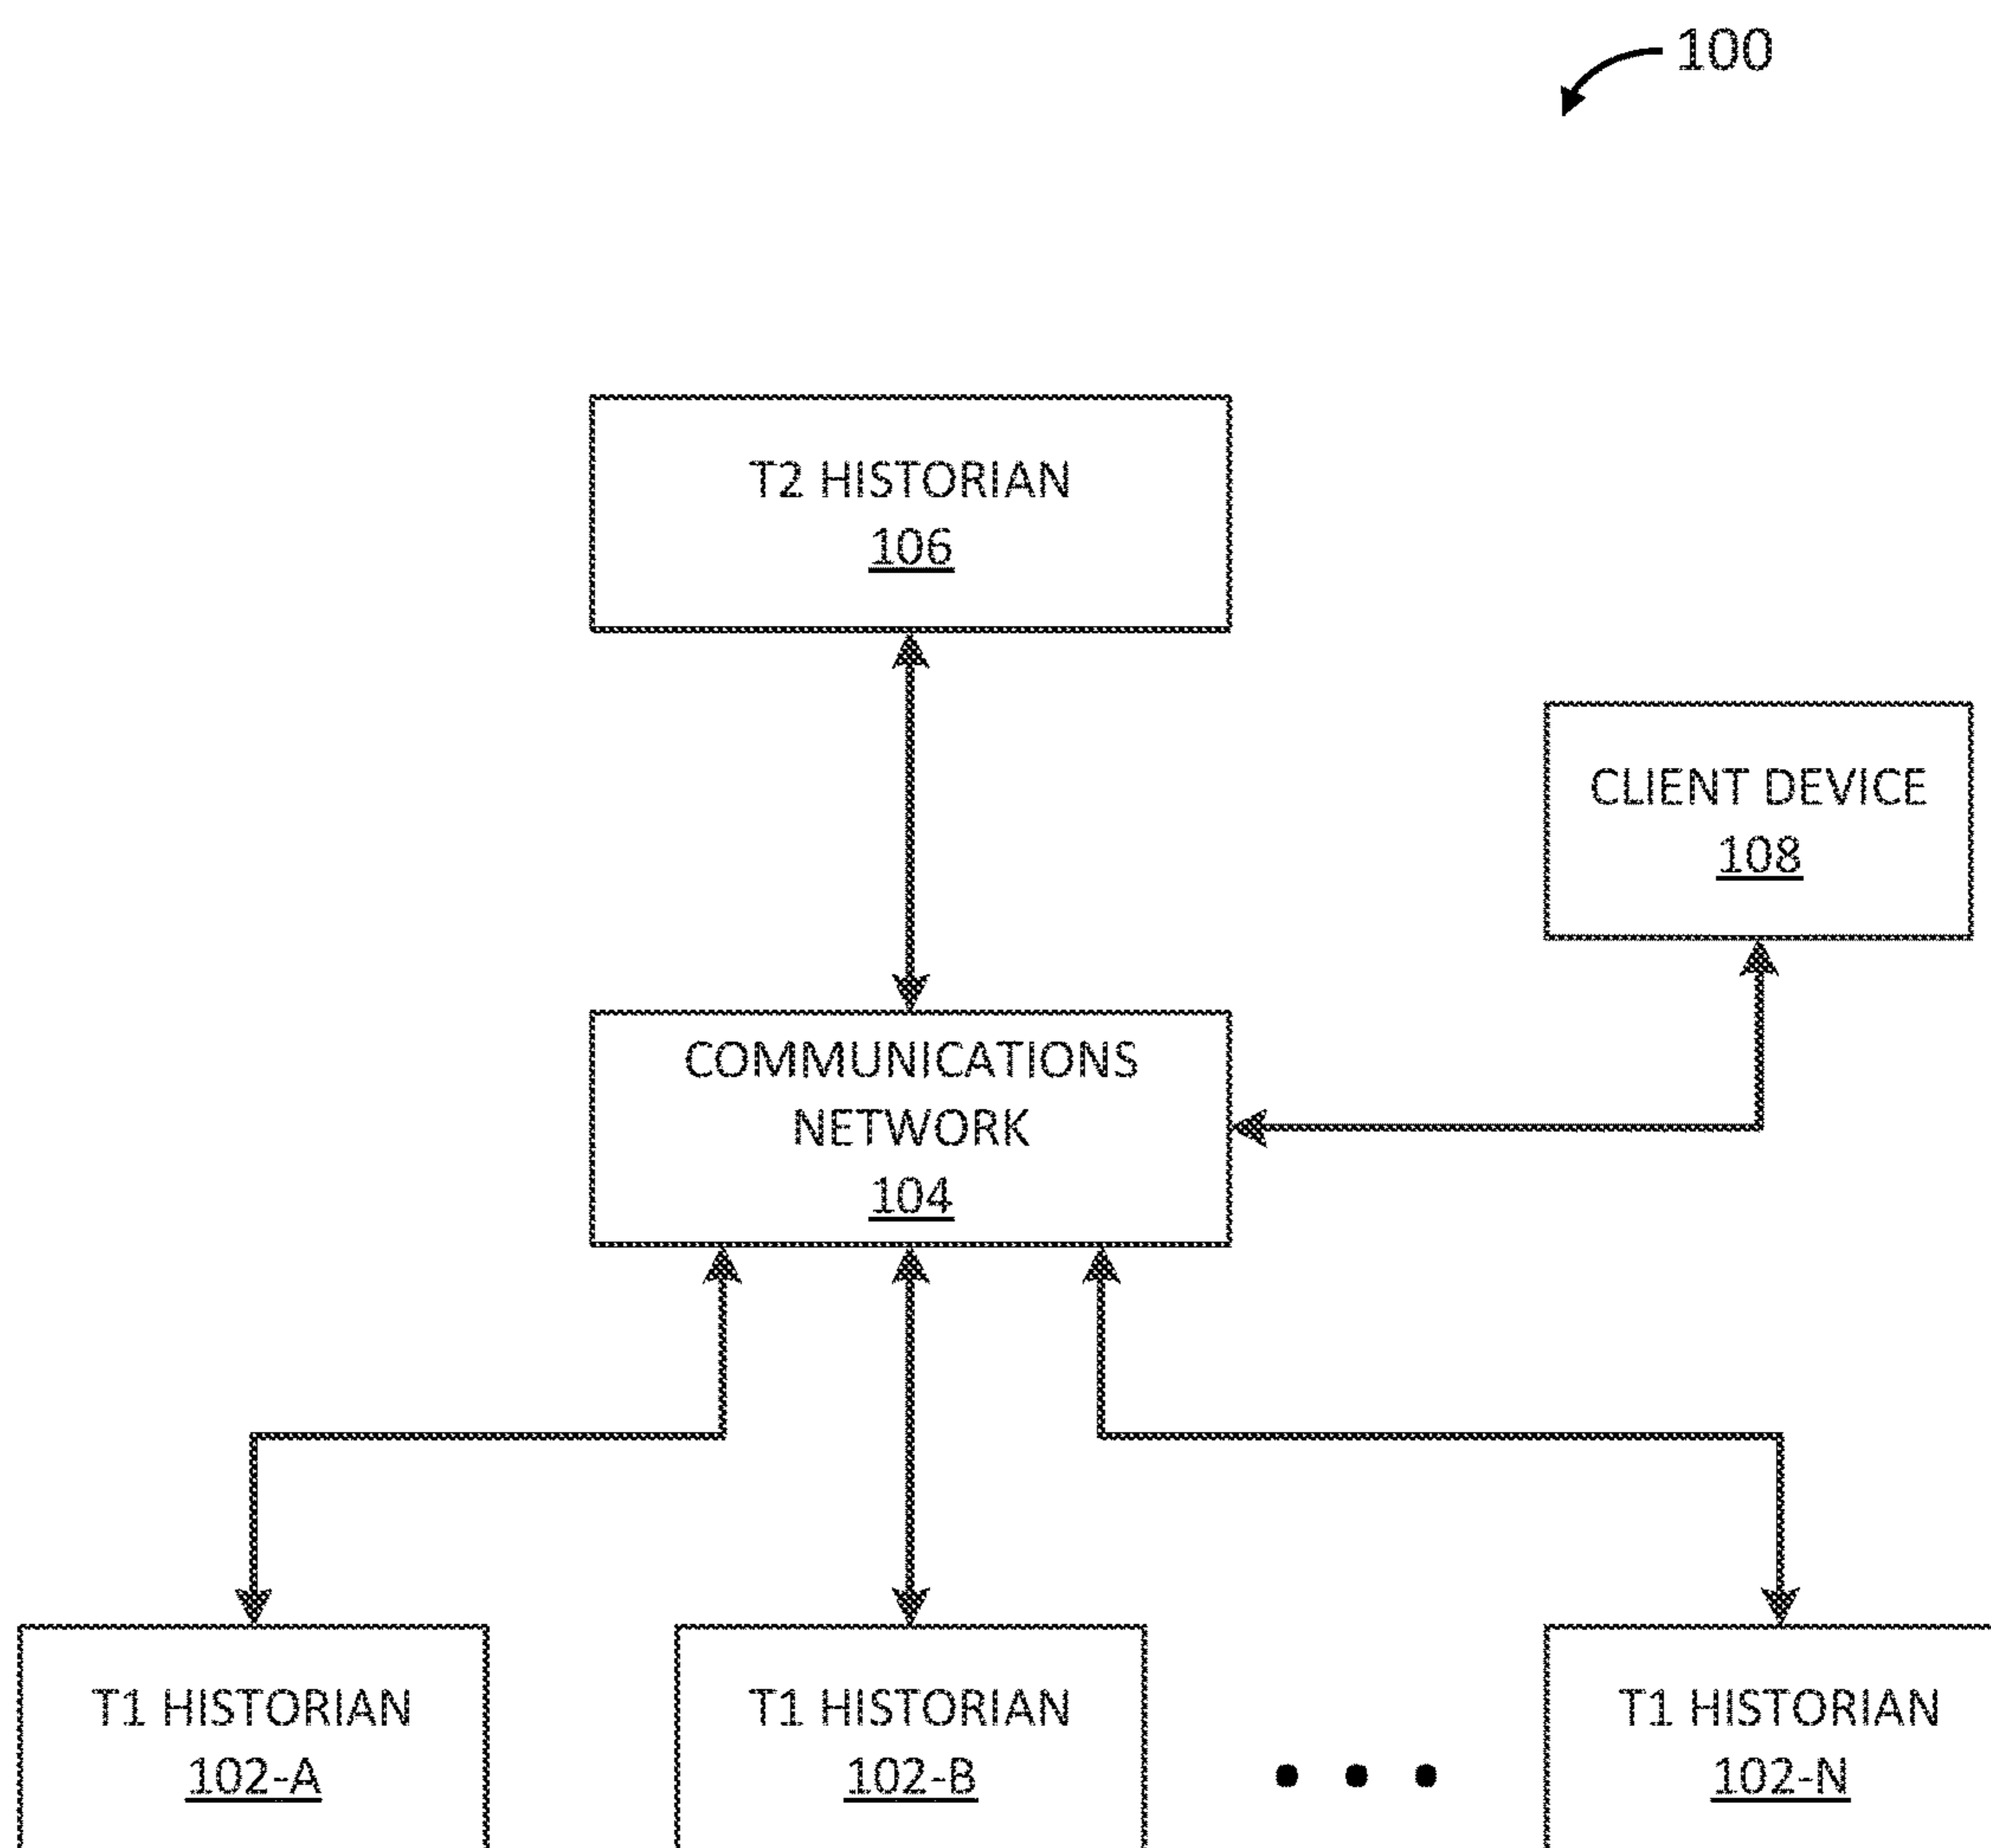 100
T2 HISTORIAN
106
CLIENT DEVICE
108
COMMUNICATIONS
NETWORK
104
T1 HISTORIAN
102-A
T1 HISTORIAN
102-B
T1 HISTORIAN
102-N